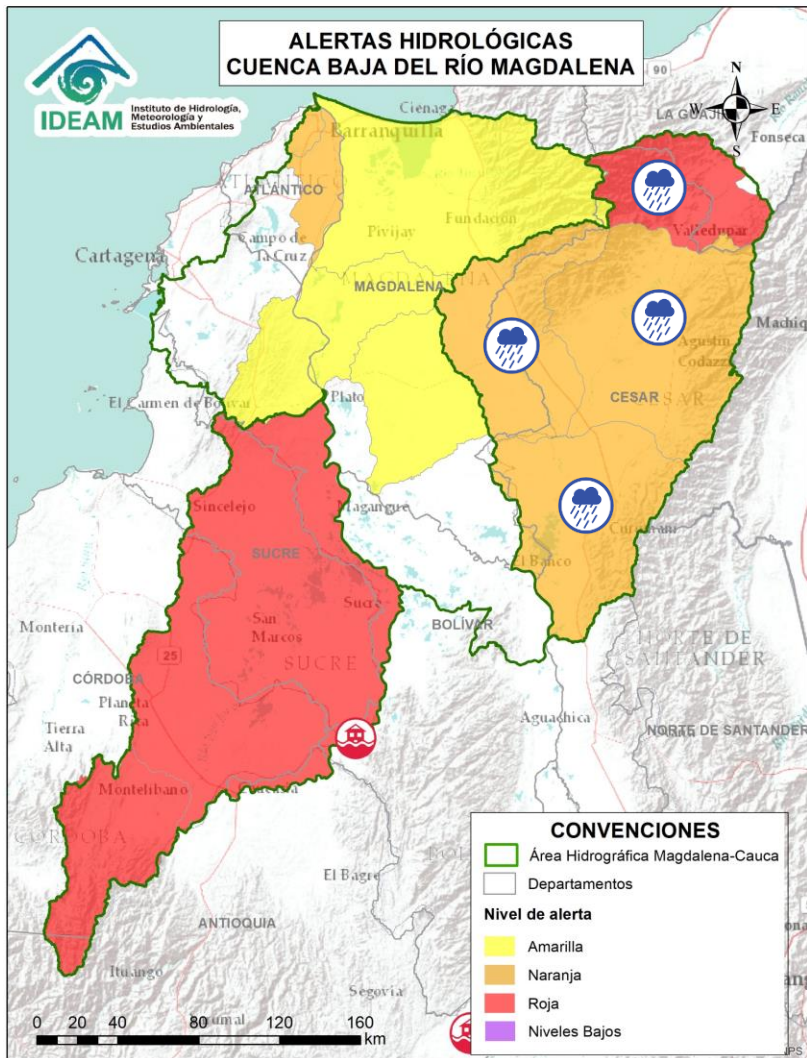 ALERTAS HIDROLÓGICAS
CUENCA BAJA DEL RÍO MAGDALENA
IDEAM
Instituto de Hidrología,
Meteorología y
Estudios Ambientales
N
W
E
S
90
Ciénaga
LA GUAJI
Barranquilla
Fonseca
ATLÁNTICO
Fundación
Pivijay
Valledupar
Campo de
la Cruz
Cartagena
MAGDALENA
MAGDALENA
Machiq
Agustín
Codazzi
El Carmen de Bolívar
Plato
CESAR
Sincelejo
Magangué
SUCRE
Curumaní
El Banco
Sucre
BOLÍVAR
San
Marcos
Montería
NORTE DE
SANTANDER
25
SUCRE
CÓRDOBA
Planeta
Rica
Aguachica
Tierra
Alta
NORTE DE SANTANDER
Montelíbano
CÓRDOBA
El Bagre
ANTIOQUIA
Ituango
Segovia
CONVENCIONES
Área Hidrográfica Magdalena-Cauca
Departamentos
Nivel de alerta
Amarilla
Naranja
Roja
Niveles Bajos
0 20 40 80 120 160
km